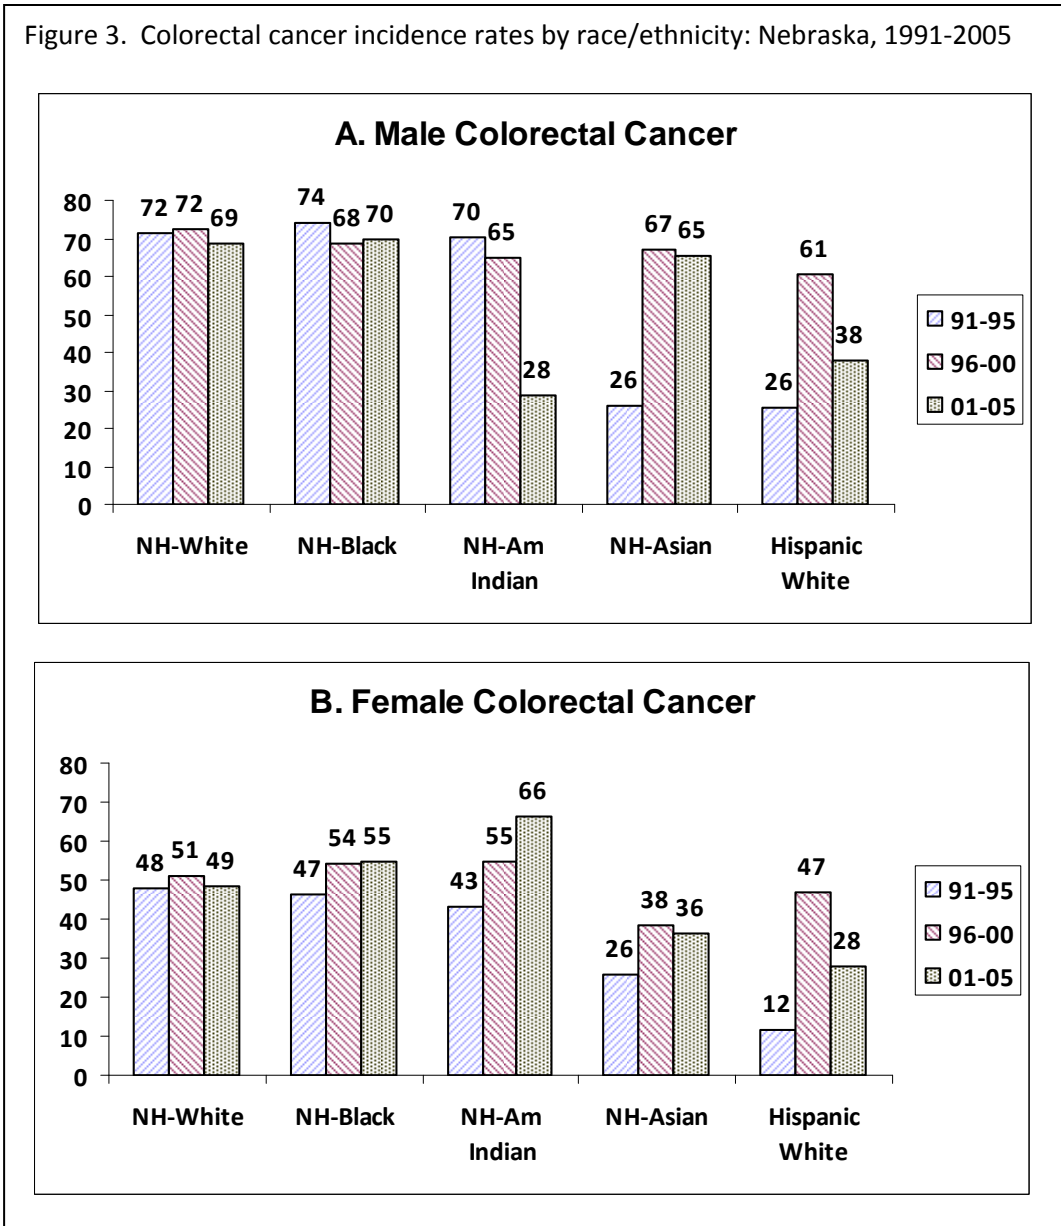 Figure 3.  Colorectal cancer incidence rates by race/ethnicity: Nebraska, 1991-2005
A. Male Colorectal Cancer
80
70
60
50
40
30
20
10
0
72 72 69
74 68 70
70 65 28
26 67 65
26 61 38
NH-White
NH-Black
NH-Am
Indian
NH-Asian
Hispanic
White
91-95
96-00
01-05
B. Female Colorectal Cancer
80
70
60
50
40
30
20
10
0
48 51 49
47 54 55
43 55 66
26 38 36
12 47 28
NH-White
NH-Black
NH-Am
Indian
NH-Asian
Hispanic
White
91-95
96-00
01-05